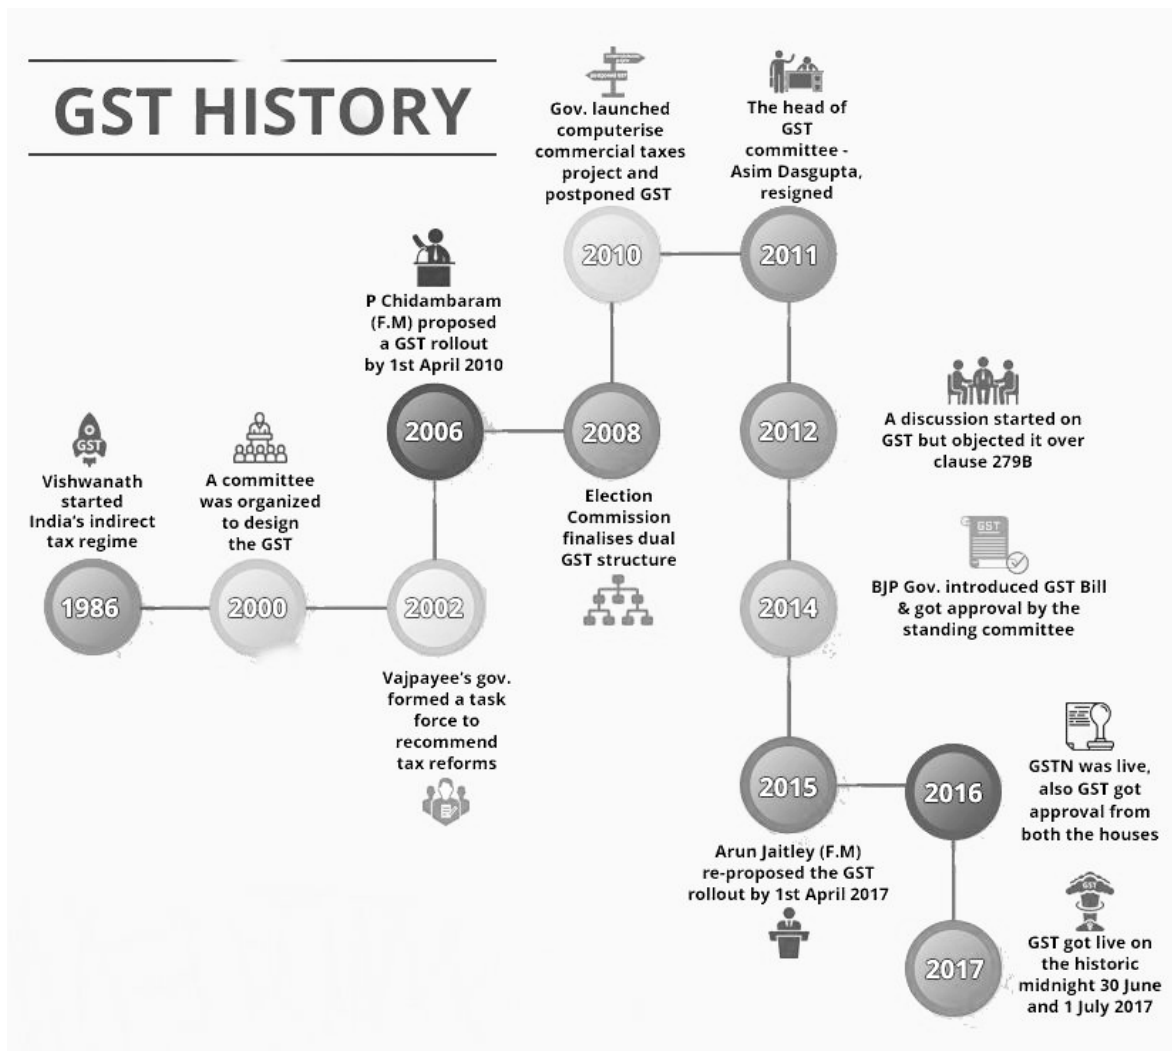 GST HISTORY
Vishwanath
started
India's indirect
tax regime
1986
GST
A committee
was organized
to design
the GST
2000
2002
Vajpayee's gov.
formed a task
force to
recommend
tax reforms
P Chidambaram
(F.M) proposed
a GST rollout
by 1st April 2010
2006
2008
Election
Commission
finalises dual
GST structure
postponed GST
Gov. launched
computerise
commercial taxes
project and
postponed GST
2010
The head of
GST
committee -
Asim Dasgupta,
resigned
2011
2012
A discussion started on
GST but objected it over
clause 279B
2014
GST
BJP Gov. introduced GST Bill
& got approval by the
standing committee
2015
Arun Jaitley (F.M)
re-proposed the GST
rollout by 1st April 2017
2016
GSTN was live,
also GST got
approval from
both the houses
2017
GST
GST got live on
the historic
midnight 30 June
and 1 July 2017